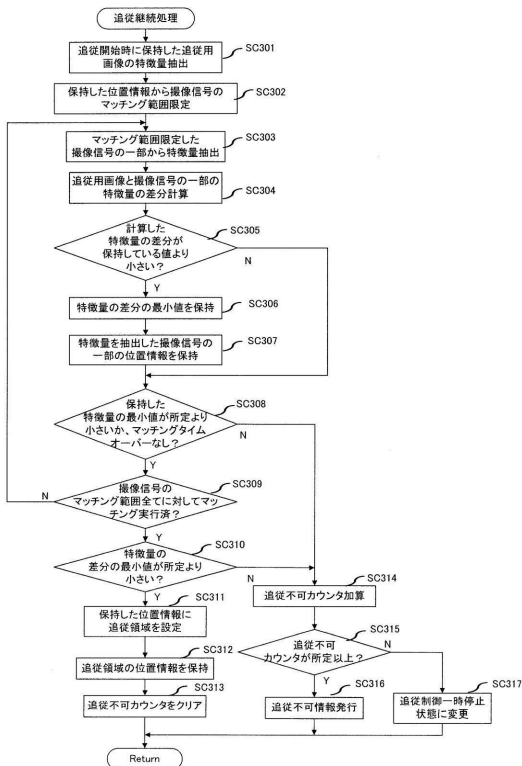 追従継続処理
SC301
追従開始時に保持した追従用
画像の特徴量抽出
SC302
保持した位置情報から撮像信号の
マッチング範囲限定
SC303
マッチング範囲限定した
撮像信号の一部から特徴量抽出
SC304
追従用画像と撮像信号の一部の
特徴量の差分計算
SC305
計算した
特徴量の差分が
保持している値より
小さい？
N
Y
SC306
特徴量の差分の最小値を保持
SC307
特徴量を抽出した撮像信号の
一部の位置情報を保持
SC308
保持した
特徴量の最小値が所定より
小さいか、マッチングタイム
オーバーなし？
N
Y
SC309
撮像信号の
マッチング範囲全てに対してマッ
チング実行済？
N
Y
SC310
特徴量の
差分の最小値が所定より
小さい？
N
Y
SC311
保持した位置情報に
追従領域を設定
SC312
追従領域の位置情報を保持
SC313
追従不可カウンタをクリア
SC314
追従不可カウンタ加算
SC315
追従不可
カウンタが所定以上？
N
Y
SC316
追従不可情報発行
SC317
追従制御一時停止
状態に変更
Return